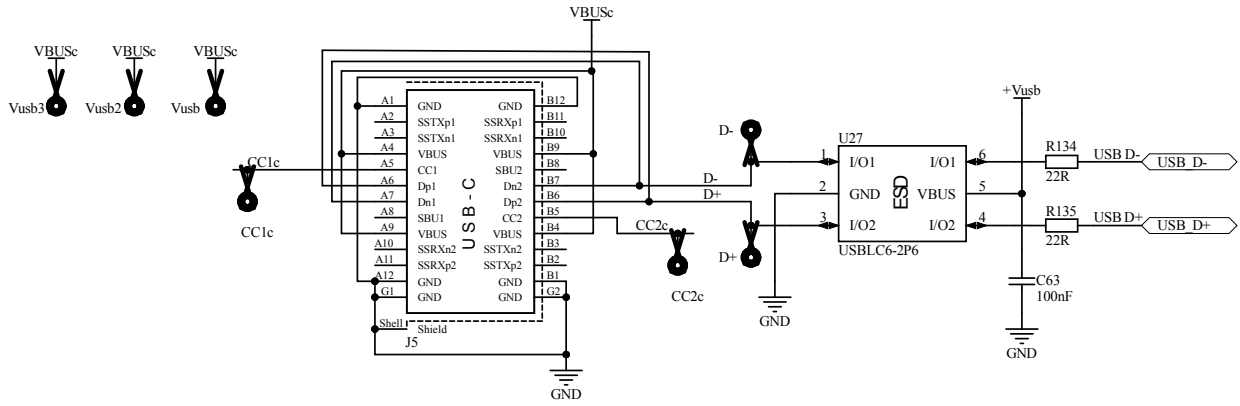 VBUSc
VBUSc VBUSc VBUSc
Vusb3 Vusb2 Vusb
+Vusb
A1 GND GND B12
A2 SSTXp1 SSRXp1 B11
A3 SSTXn1 SSRXn1 B10
A4 VBUS VBUS B9
CC1c A5 CC1 SBU2 B8
A6 Dp1 Dn2 B7 D-
A7 Dn1 Dp2 B6 D+
A8 SBU1 CC2 B5 CC2c
A9 VBUS VBUS B4
A10 SSRXn2 SSTXn2 B3
A11 SSRXp2 SSTXp2 B2
A12 GND GND B1
G1 GND GND G2
Shell Shield
USB-C
J5
GND
CC1c
CC2c
D-
D+
U27
1 I/O1 I/O1 6
2 GND VBUS 5
3 I/O2 I/O2 4
ESD
USBLC6-2P6
GND
R134
22R
USB D- USB_D-
R135
22R
USB D+ USB_D+
C63
100nF
GND